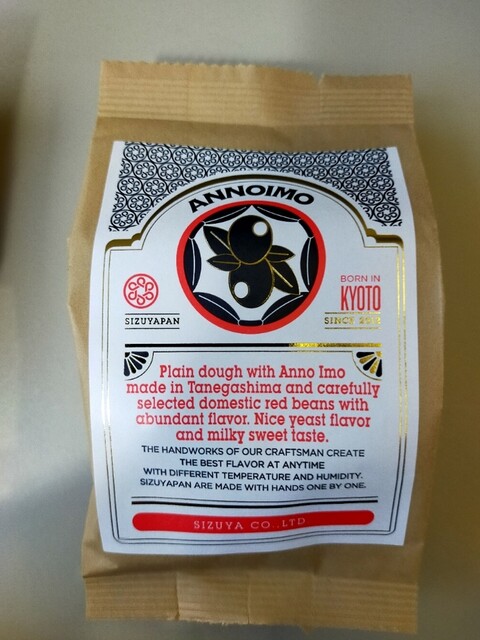 ANNOIMO
SIZUYAPAN
BORN IN
KYOTO
SINCE
Plain dough with Anno Imo
made in Tanegashima and carefully
selected domestic red beans with
abundant flavor. Nice yeast flavor
and milky sweet taste.
THE HANDWORKS OF OUR CRAFTSMAN CREATE
THE BEST FLAVOR AT ANYTIME
WITH DIFFERENT TEMPERATURE AND HUMIDITY.
SIZUYAPAN ARE MADE WITH HANDS ONE BY ONE.
SIZUYA CO.,LTD